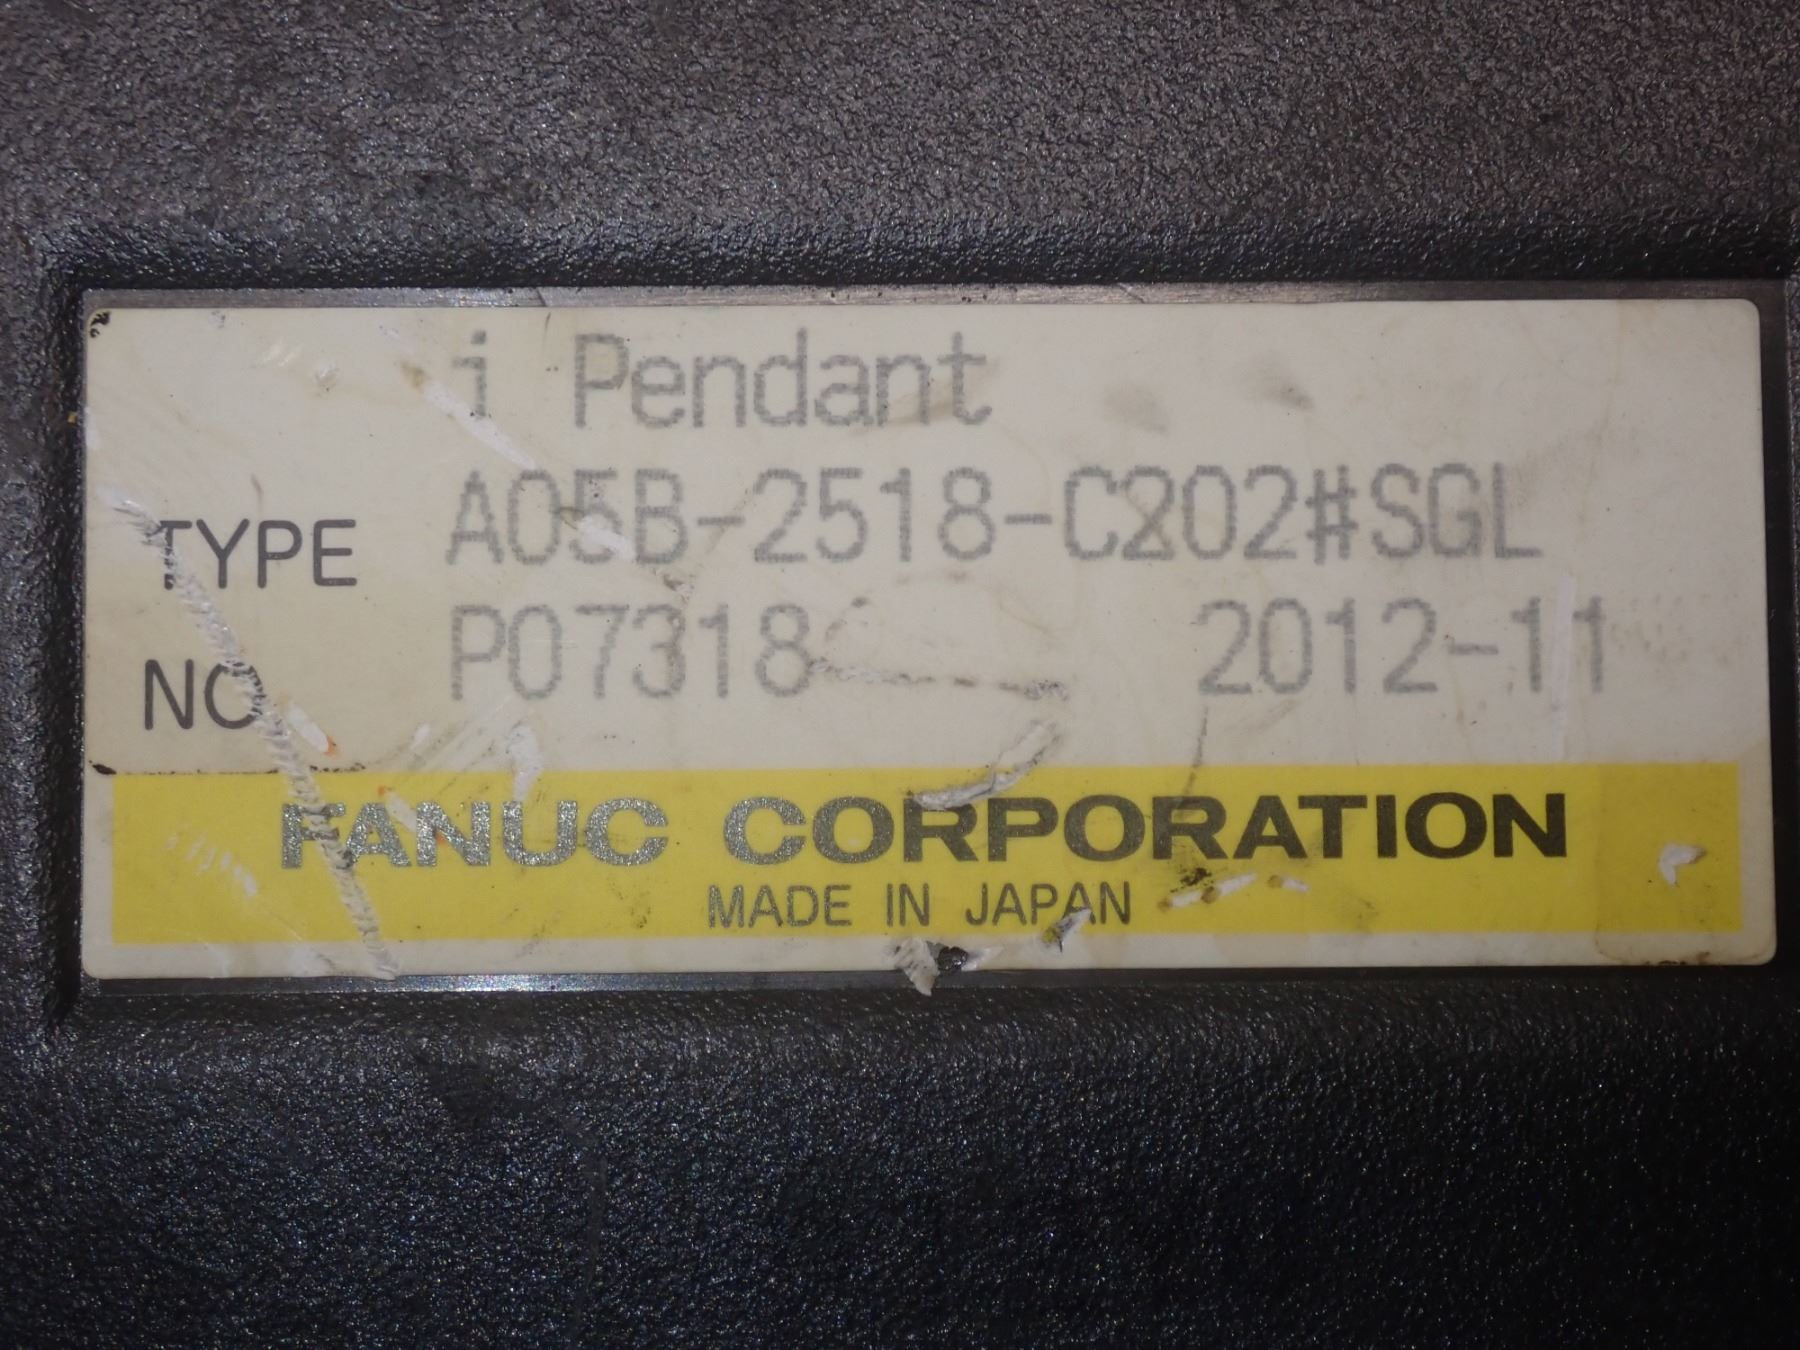 i Pendant
TYPE A05B-2518-C202#SGL
NO. P07318 2012-11
FANUC CORPORATION
MADE IN JAPAN